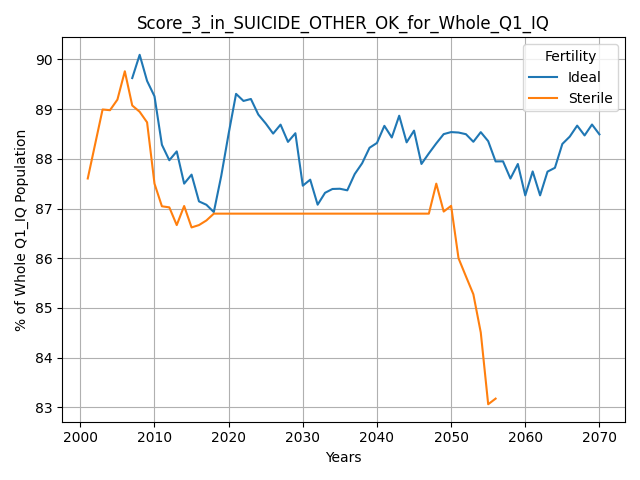 Score_3_in_SUICIDE_OTHER_OK_for_Whole_Q1_IQ
Fertility
Ideal
Sterile
% of Whole Q1_IQ Population
90
89
88
87
86
85
84
83
2000 2010 2020 2030 2040 2050 2060 2070
Years